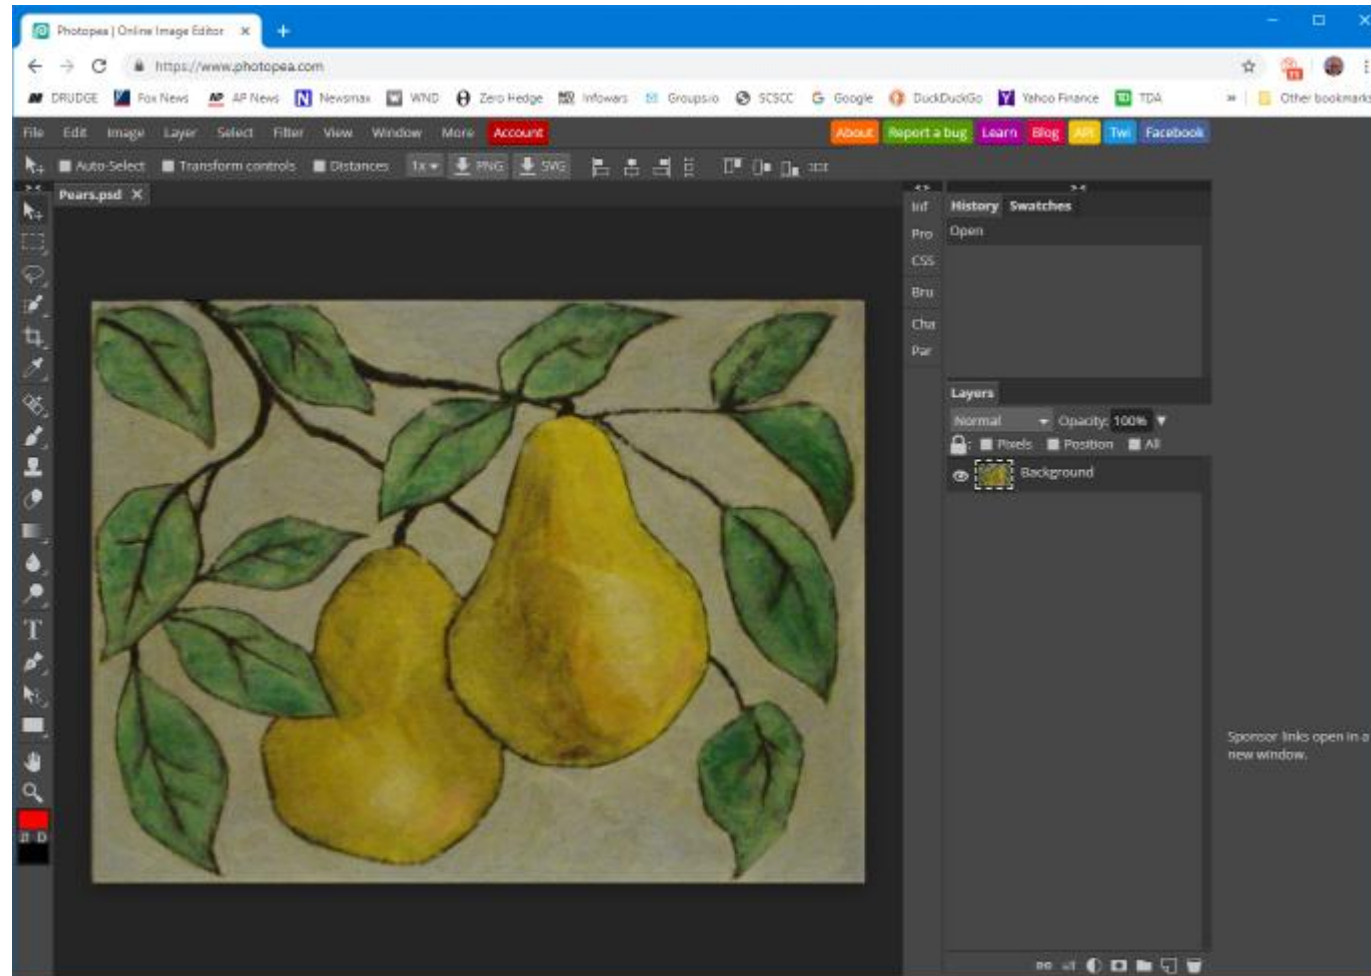 Photopea | Online Image Editor
https://www.photopea.com
DRUDGE Fox News AP AP News N Newsmax WND Zero Hedge Infowars Groups.io SCSCC G Google DuckDuckGo Y Yahoo Finance TD TDA » Other bookmarks
File Edit Image Layer Select Filter View Window More Account About Report a bug Learn Blog API Twi Facebook
Auto-Select Transform controls Distances 1x PNG SVG
Pears.psd
Inf History Swatches
Pro Open
CSS
Bru
Cha
Par
Layers
Normal Opacity: 100%
: Pixels Position All
Background
T
Sponsor links open in a
new window.
D